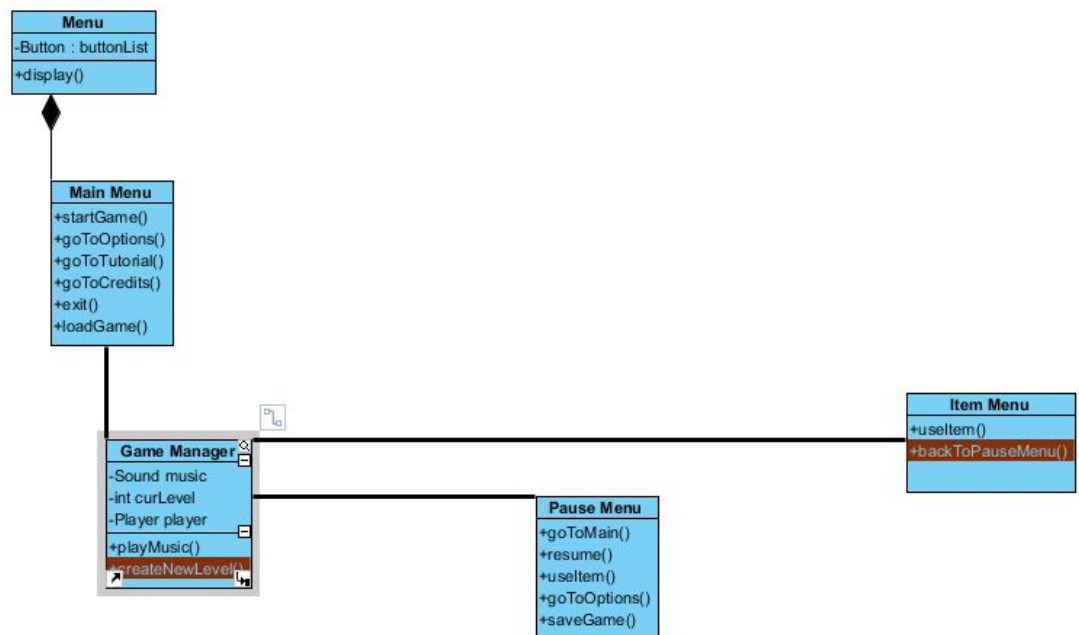 Menu
-Button : buttonList
+display()
Main Menu
+startGame()
+goToOptions()
+goToTutorial()
+goToCredits()
+exit()
+loadGame()
Game Manager
-Sound music
-int curLevel
-Player player
+playMusic()
+createNewLevel()
Item Menu
+useItem()
+backToPauseMenu()
Pause Menu
+goToMain()
+resume()
+useItem()
+goToOptions()
+saveGame()